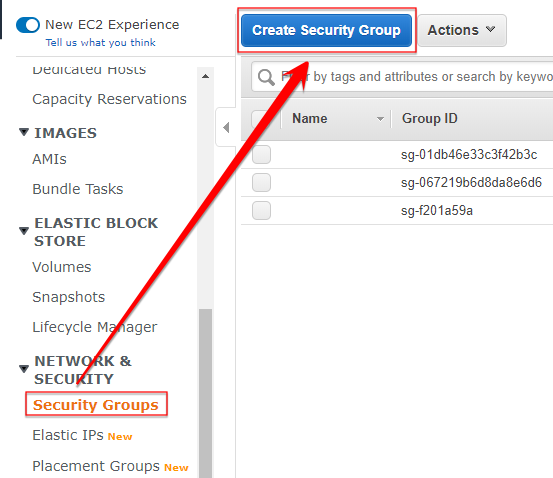 New EC2 Experience
Tell us what you think
Dedicated Hosts
Capacity Reservations
IMAGES
AMIs
Bundle Tasks
ELASTIC BLOCK
STORE
Volumes
Snapshots
Lifecycle Manager
NETWORK &
SECURITY
Security Groups
Elastic IPs New
Placement Groups New
Create Security Group
Actions
by tags and attributes or search by keywo
Name
Group ID
sg-01db46e33c3f42b3c
sg-067219b6d8da8e6d6
sg-f201a59a